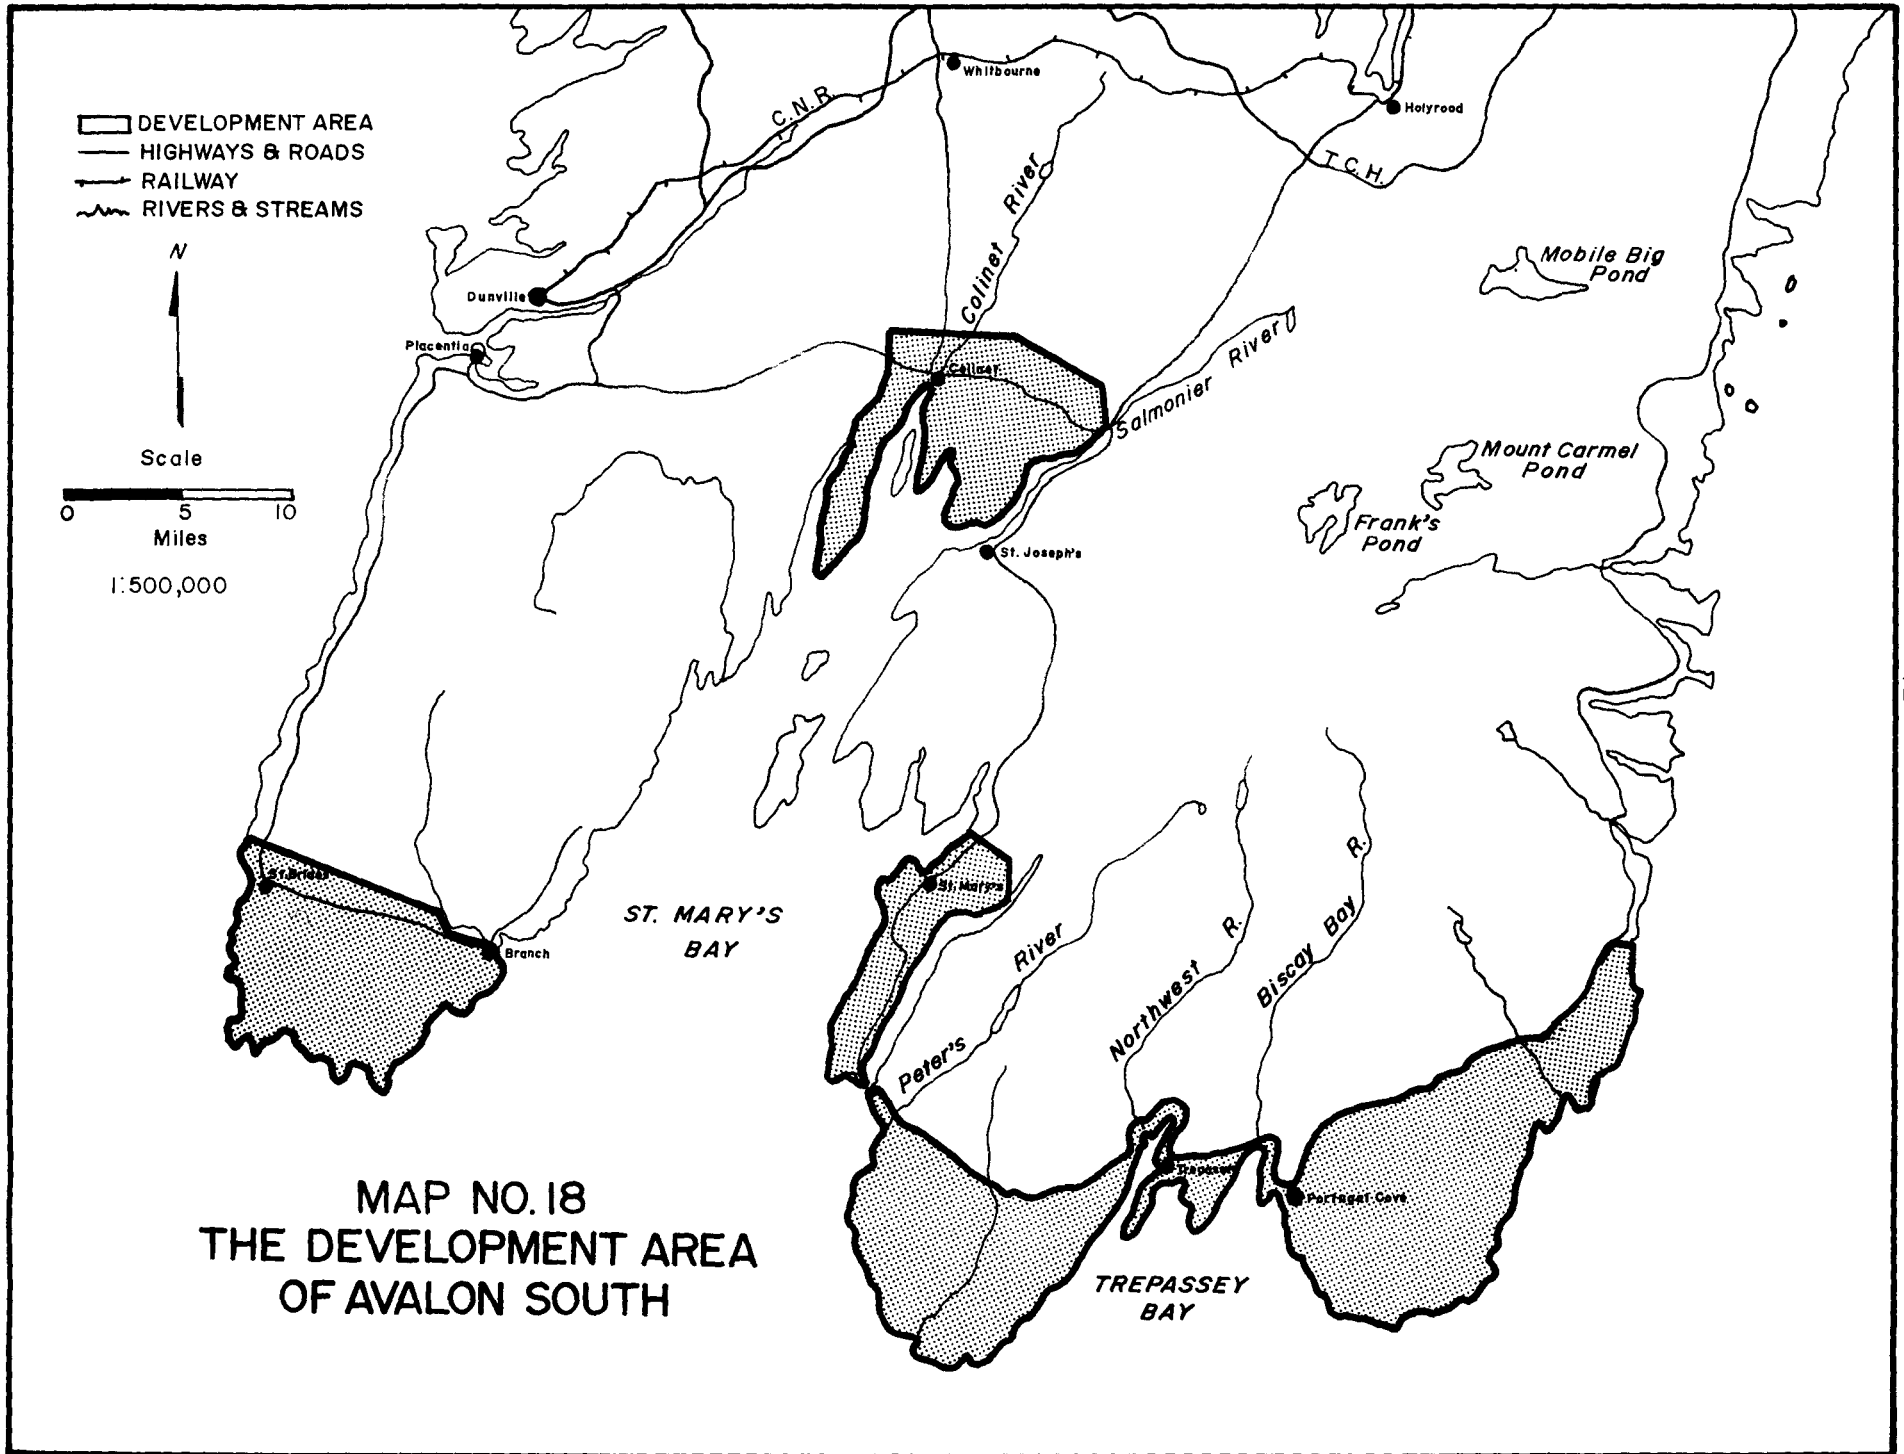 Whitbourne
C.N.R.
Holyrood
DEVELOPMENT AREA
HIGHWAYS & ROADS
RAILWAY
RIVERS & STREAMS
T.C.H.
Colinet River
N
Mobile Big
Pond
Dunville
Placentia
Colinet
Salmonier River
Scale
0 5 10
Miles
1:500,000
Mount Carmel
Pond
Frank's
Pond
St. Joseph's
St. Brides
St. Mary's
ST. MARY'S
BAY
Branch
Peter's River
Northwest R.
Biscay Bay R.
Trepassey
Portugal Cove
MAP NO. 18
THE DEVELOPMENT AREA
OF AVALON SOUTH
TREPASSEY
BAY